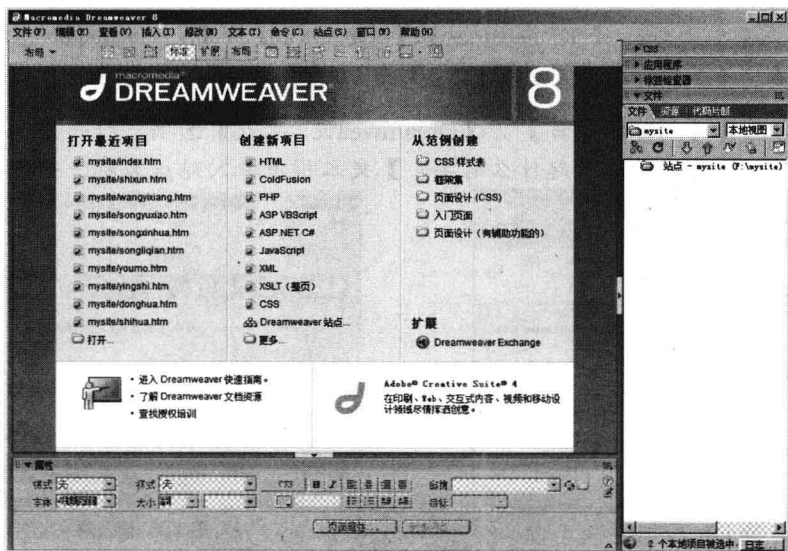 Macromedia Dreamweaver 8
文件(F) 编辑(E) 查看(V) 插入(I) 修改(M) 文本(T) 命令(C) 站点(S) 窗口(W) 帮助(H)
布局 标准 扩展 布局
macromedia
DREAMWEAVER 8
打开最近项目
mysite/index.htm
mysite/shixun.htm
mysite/wangyixiang.htm
mysite/songyuxiao.htm
mysite/songxinhua.htm
mysite/songliqian.htm
mysite/youmo.htm
mysite/yingshi.htm
mysite/donghua.htm
mysite/shihua.htm
打开...
创建新项目
HTML
ColdFusion
PHP
ASP VBScript
ASP.NET C#
JavaScript
XML
XSLT（整页）
CSS
Dreamweaver 站点...
更多...
从范例创建
CSS 样式表
框架集
页面设计 (CSS)
入门页面
页面设计（有辅助功能的）
扩展
Dreamweaver Exchange
· 进入 Dreamweaver 快速指南。
· 了解 Dreamweaver 文档资源
· 查找授权培训
Adobe® Creative Suite® 4
在印刷、Web、交互式内容、视频和移动设
计领域尽情挥洒创意。
CSS
应用程序
标签检查器
文件
文件 资源 代码片断
mysite 本地视图
站点 - mysite (F:\mysite)
2 个本地项目被选中 日志...
属性
格式 无 样式 无 CSS B I 链接
字体 大小 目标
页面属性...